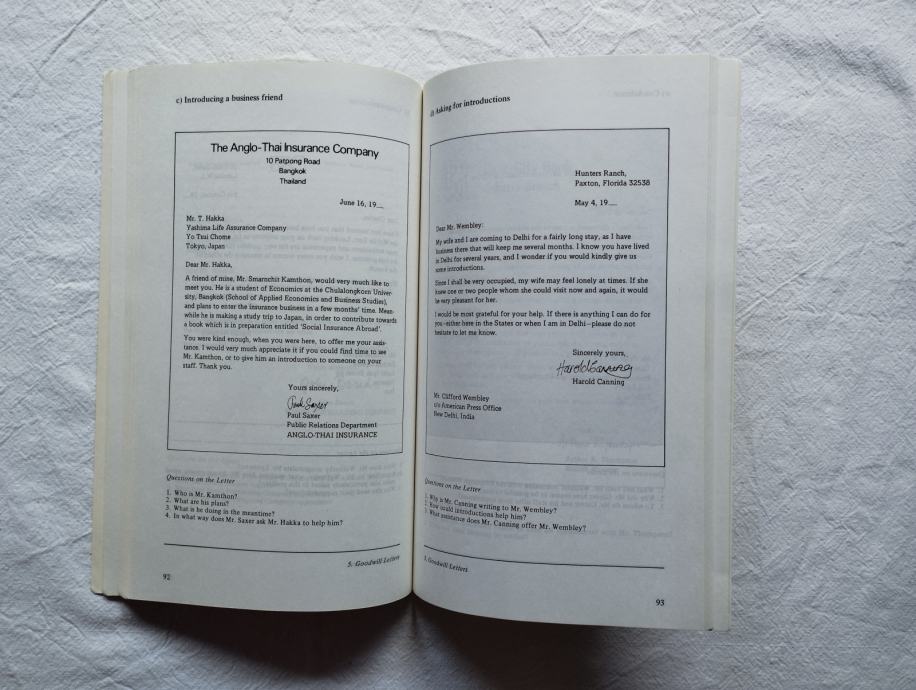 c) Introducing a business friend
The Anglo-Thai Insurance Company
10 Patpong Road
Bangkok
Thailand
June 16, 19__
Mr. T. Hakka
Yashima Life Assurance Company
Yo Tsui Chome
Tokyo, Japan
Dear Mr. Hakka,
A friend of mine, Mr. Smarnchit Kamthon, would very much like to
meet you. He is a student of Economics at the Chulalongkorn Univer-
sity, Bangkok (School of Applied Economics and Business Studies),
and plans to enter the insurance business in a few months' time. Mean-
while he is making a study trip to Japan, in order to contribute towards
a book which is in preparation entitled 'Social Insurance Abroad'.
You were kind enough, when you were here, to offer me your assis-
tance. I would very much appreciate it if you could find time to see
Mr. Kamthon, or to give him an introduction to someone on your
staff. Thank you.
Yours sincerely,
Paul Saxer
Paul Saxer
Public Relations Department
ANGLO-THAI INSURANCE
Questions on the Letter
1. Who is Mr. Kamthon?
2. What are his plans?
3. What is he doing in the meantime?
4. In what way does Mr. Saxer ask Mr. Hakka to help him?
5. Goodwill Letters
92
d) Asking for introductions
Hunters Ranch,
Paxton, Florida 32538
May 4, 19__
Dear Mr. Wembley:
My wife and I are coming to Delhi for a fairly long stay, as I have
business there that will keep me several months. I know you have lived
in Delhi for several years, and I wonder if you would kindly give us
some introductions.
Since I shall be very occupied, my wife may feel lonely at times. If she
knew one or two people whom she could visit now and again, it would
be very pleasant for her.
I would be most grateful for your help. If there is anything I can do for
you–either here in the States or when I am in Delhi–please do not
hesitate to let me know.
Sincerely yours,
Harold Canning
Harold Canning
Mr. Clifford Wembley
c/o American Press Office
New Delhi, India
Questions on the Letter
1. Why is Mr. Canning writing to Mr. Wembley?
2. How could introductions help him?
3. What assistance does Mr. Canning offer Mr. Wembley?
5. Goodwill Letters
93